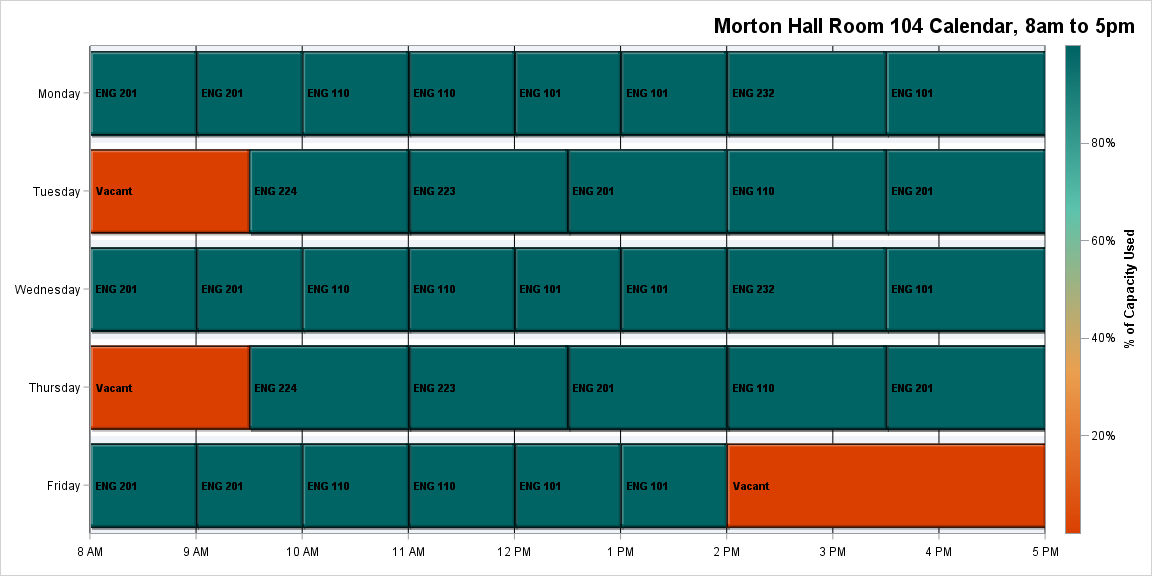 Morton Hall Room 104 Calendar, 8am to 5pm
Monday
ENG 201
ENG 201
ENG 110
ENG 110
ENG 101
ENG 101
ENG 232
ENG 101
Tuesday
Vacant
ENG 224
ENG 223
ENG 201
ENG 110
ENG 201
Wednesday
ENG 201
ENG 201
ENG 110
ENG 110
ENG 101
ENG 101
ENG 232
ENG 101
Thursday
Vacant
ENG 224
ENG 223
ENG 201
ENG 110
ENG 201
Friday
ENG 201
ENG 201
ENG 110
ENG 110
ENG 101
ENG 101
Vacant
8 AM
9 AM
10 AM
11 AM
12 PM
1 PM
2 PM
3 PM
4 PM
5 PM
80%
60%
40%
20%
% of Capacity Used